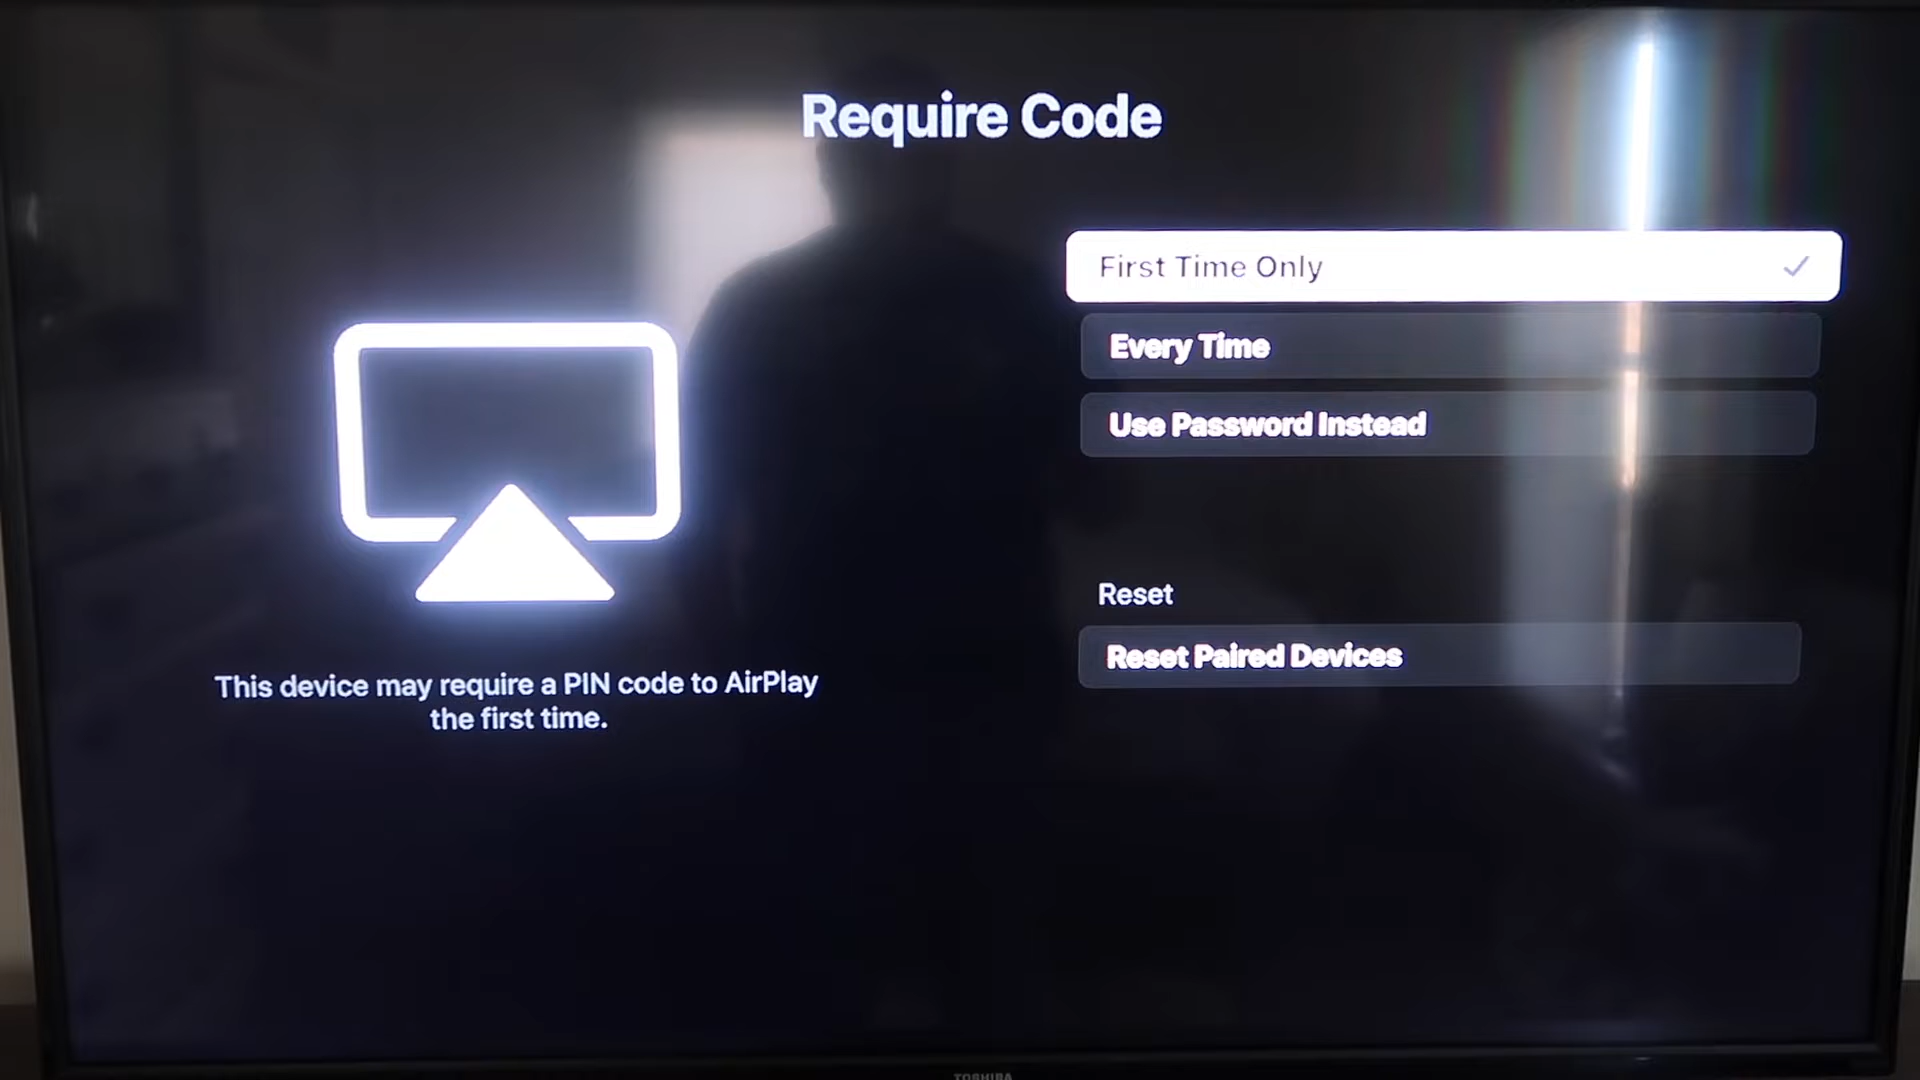 Require Code
First Time Only
Every Time
Use Password Instead
Reset
Reset Paired Devices
This device may require a PIN code to AirPlay
the first time.
TOSHIBA